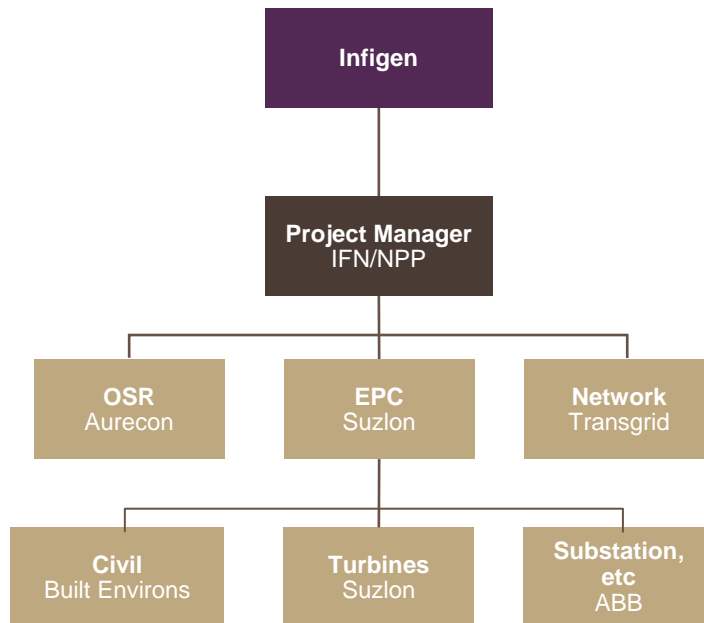 Infigen
Project Manager
IFN/NPP
OSR
Aurecon
EPC
Suzlon
Network
Transgrid
Civil
Built Environs
Turbines
Suzlon
Substation,
etc
ABB